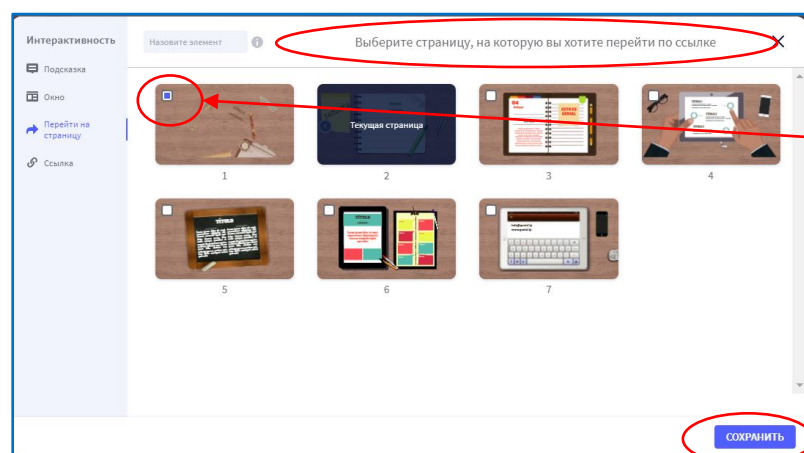 Интерактивность
Назовите элемент
Выберите страницу, на которую вы хотите перейти по ссылке
Подсказка
Окно
Перейти на
страницу
Ссылка
Текущая страница
1
2
3
4
TITULO
5
6
7
СОХРАНИТЬ